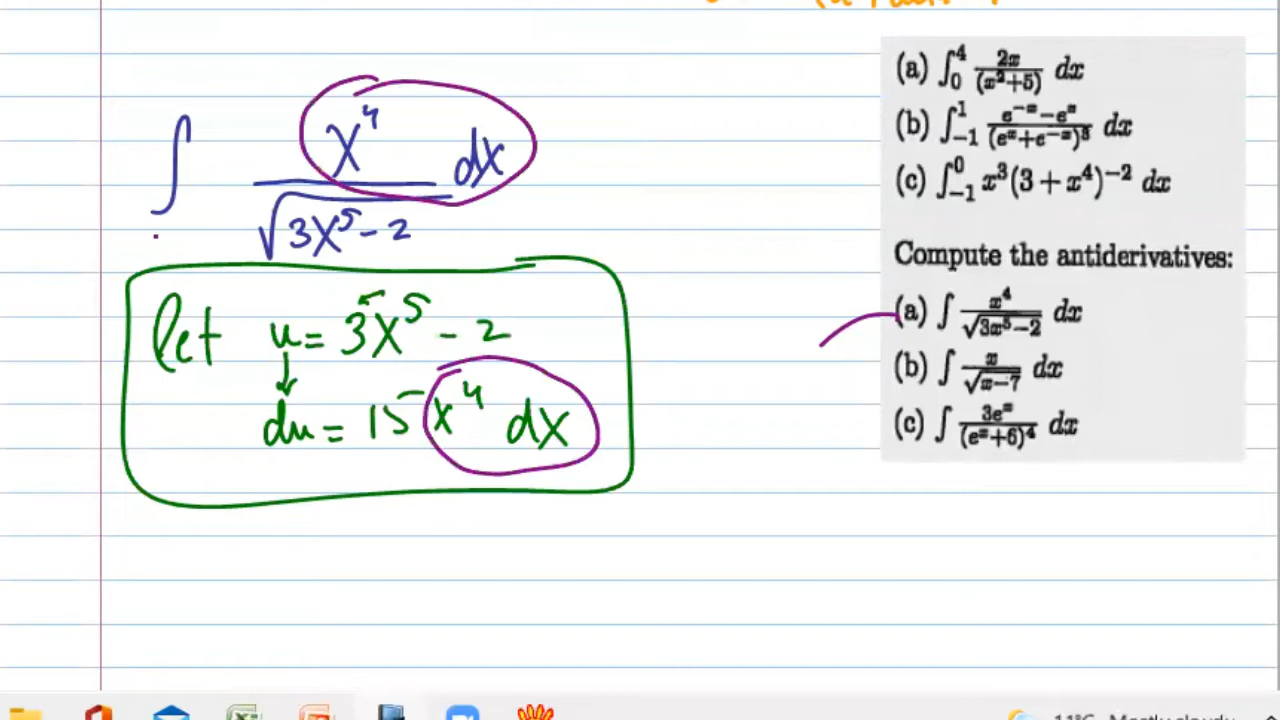 ∫ x⁴/√(3x⁵-2) dx
let u = 3x⁵ - 2
du = 15x⁴ dx
(a) ∫₀⁴ 2x/(x²+5) dx
(b) ∫₋₁¹ (e⁻ˣ-eˣ)/(eˣ+e⁻ˣ)³ dx
(c) ∫₋₁⁰ x³(3 + x⁴)⁻² dx
Compute the antiderivatives:
(a) ∫ x⁴/√(3x⁵-2) dx
(b) ∫ x/√(x-7) dx
(c) ∫ 3eˣ/(eˣ+6)⁴ dx